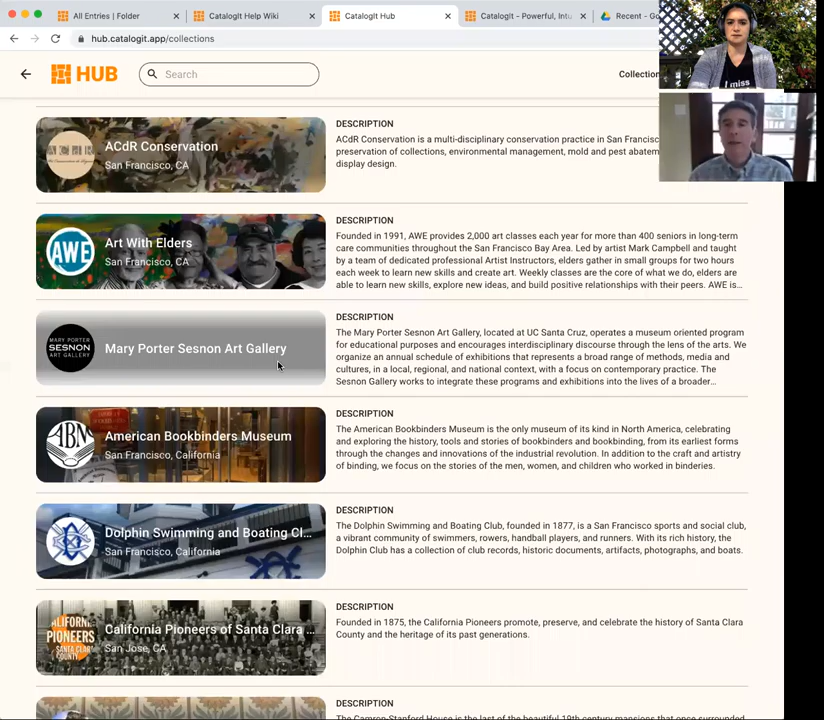 All Entries | Folder
CatalogIt Help Wiki
CatalogIt Hub
CatalogIt - Powerful, Intu
Recent - Go
hub.catalogit.app/collections
HUB
Search
Collection
ACdR Conservation
San Francisco, CA
DESCRIPTION
ACdR Conservation is a multi-disciplinary conservation practice in San Francisc
preservation of collections, environmental management, mold and pest abatem
display design.
AWE
Art With Elders
San Francisco, CA
DESCRIPTION
Founded in 1991, AWE provides 2,000 art classes each year for more than 400 seniors in long-term
care communities throughout the San Francisco Bay Area. Led by artist Mark Campbell and taught
by a team of dedicated professional Artist Instructors, elders gather in small groups for two hours
each week to learn new skills and create art. Weekly classes are the core of what we do, elders are
able to learn new skills, explore new ideas, and build positive relationships with their peers. AWE is...
MARY PORTER
SESNON
ART GALLERY
Mary Porter Sesnon Art Gallery
DESCRIPTION
The Mary Porter Sesnon Art Gallery, located at UC Santa Cruz, operates a museum oriented program
for educational purposes and encourages interdisciplinary discourse through the lens of the arts. We
organize an annual schedule of exhibitions that represents a broad range of methods, media and
cultures, in a local, regional, and national context, with a focus on contemporary practice. The
Sesnon Gallery works to integrate these programs and exhibitions into the lives of a broader...
ABM
American Bookbinders Museum
San Francisco, California
DESCRIPTION
The American Bookbinders Museum is the only museum of its kind in North America, celebrating
and exploring the history, tools and stories of bookbinders and bookbinding, from its earliest forms
through the changes and innovations of the industrial revolution. In addition to the craft and artistry
of binding, we focus on the stories of the men, women, and children who worked in binderies.
Dolphin Swimming and Boating Cl...
San Francisco, California
DESCRIPTION
The Dolphin Swimming and Boating Club, founded in 1877, is a San Francisco sports and social club,
a vibrant community of swimmers, rowers, handball players, and runners. With its rich history, the
Dolphin Club has a collection of club records, historic documents, artifacts, photographs, and boats.
CALIFORNIA
PIONEERS
SANTA CLARA
COUNTY
California Pioneers of Santa Clara ...
San Jose, CA
DESCRIPTION
Founded in 1875, the California Pioneers promote, preserve, and celebrate the history of Santa Clara
County and the heritage of its past generations.
DESCRIPTION
The Camron-Stanford House is the last of the beautiful 19th century mansions that once surrounded
I miss